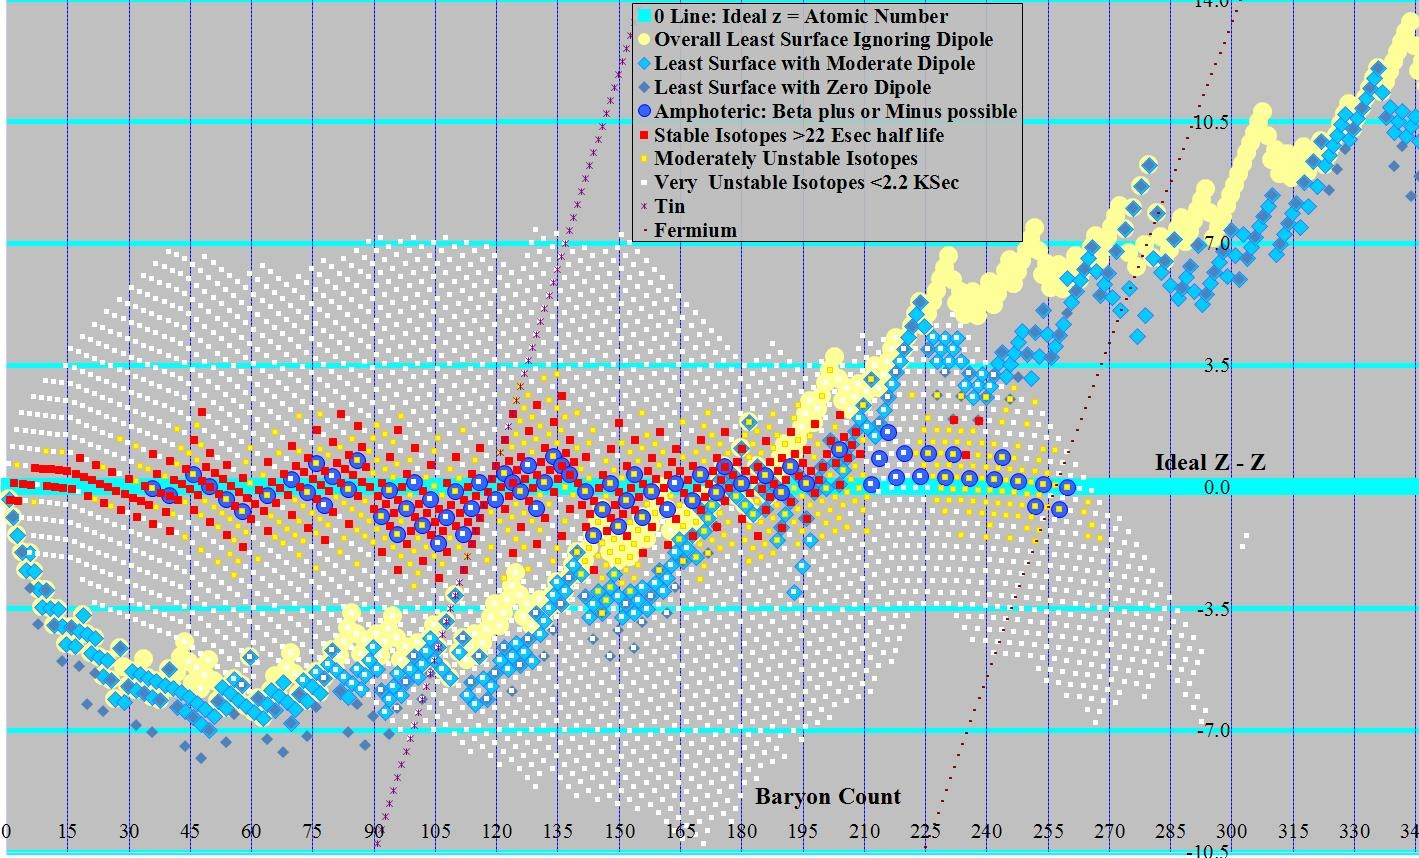 14.0
0 Line: Ideal z = Atomic Number
Overall Least Surface Ignoring Dipole
Least Surface with Moderate Dipole
Least Surface with Zero Dipole
Amphoteric: Beta plus or Minus possible
Stable Isotopes >22 Esec half life
Moderately Unstable Isotopes
Very Unstable Isotopes <2.2 KSec
Tin
Fermium
10.5
7.0
3.5
Ideal Z - Z
0.0
-3.5
-7.0
Baryon Count
0 15 30 45 60 75 90 105 120 135 150 165 180 195 210 225 240 255 270 285 300 315 330 34
-10.5